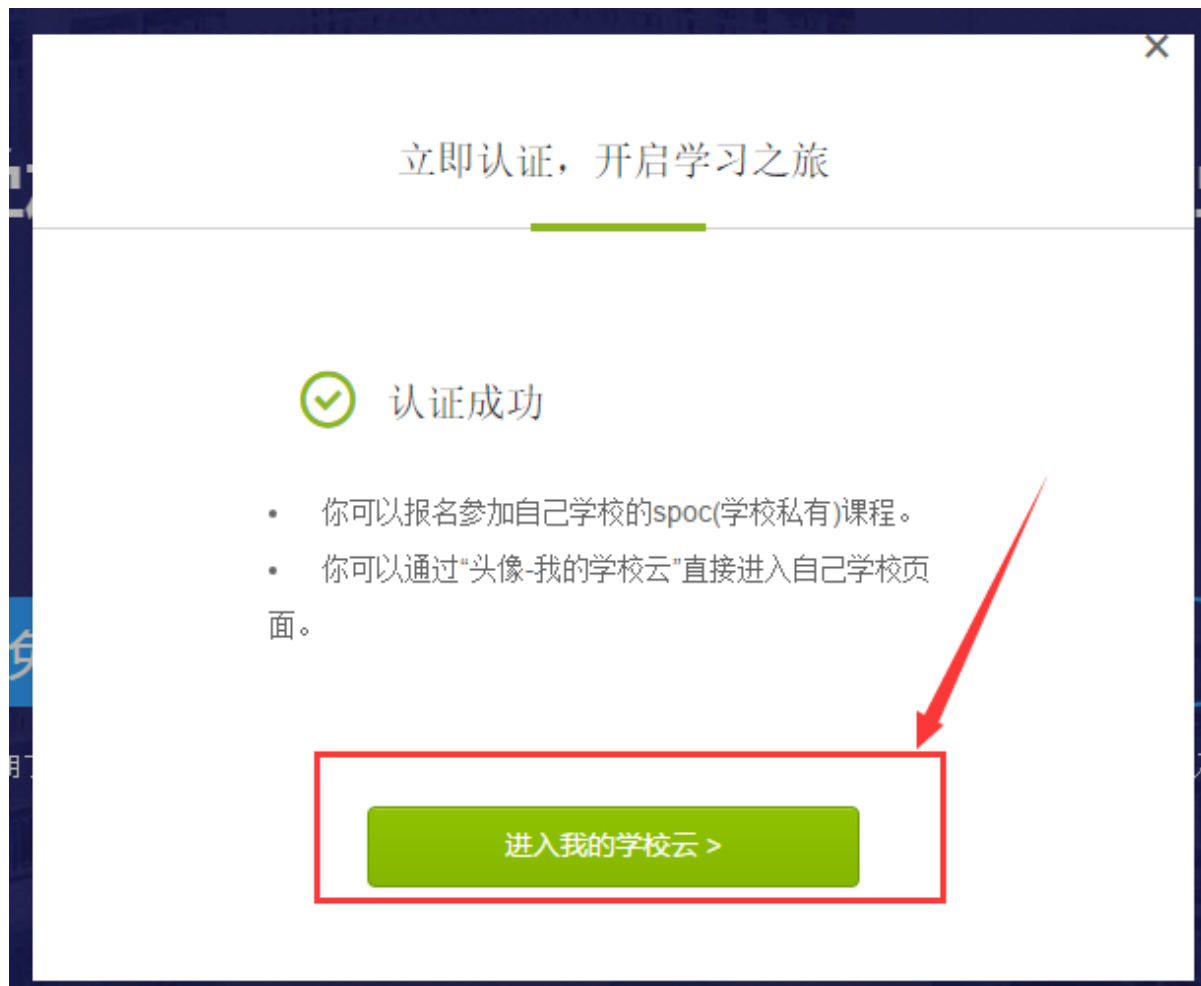 立即认证，开启学习之旅
认证成功
• 你可以报名参加自己学校的spoc(学校私有)课程。
• 你可以通过“头像-我的学校云”直接进入自己学校页
面。
进入我的学校云 >